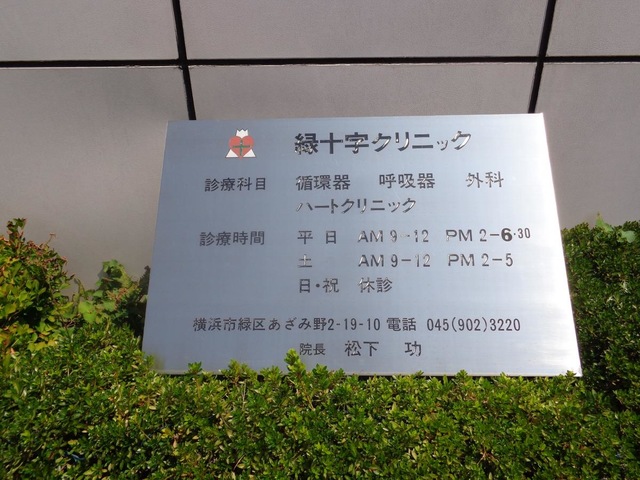 緑十字クリニック
診療科目 循環器 呼吸器 外科
ハートクリニック
診療時間 平日 AM 9-12 PM 2-6・30
土 AM 9-12 PM 2-5
日・祝 休診
横浜市緑区あざみ野2-19-10 電話 045(902)3220
院長 松下 功